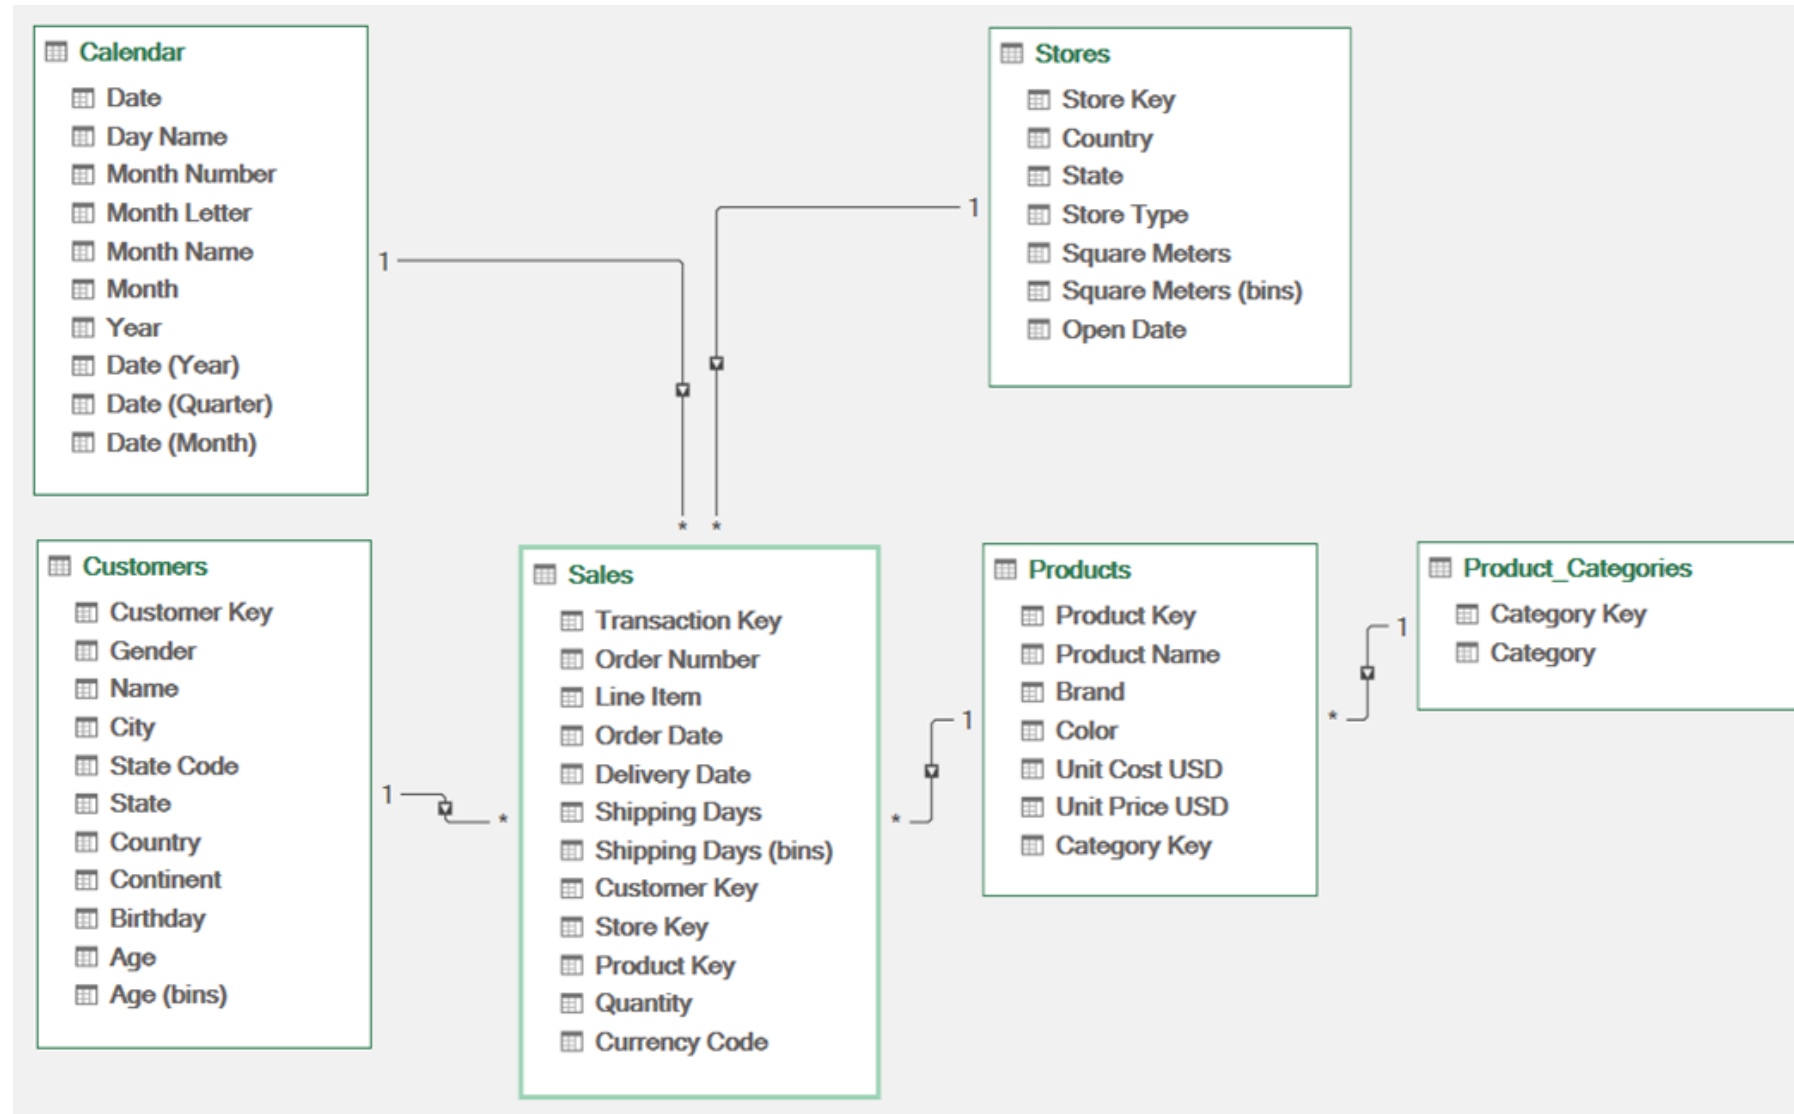 Calendar
Date
Day Name
Month Number
Month Letter
Month Name
Month
Year
Date (Year)
Date (Quarter)
Date (Month)
1
Stores
Store Key
Country
State
Store Type
Square Meters
Square Meters (bins)
Open Date
1
* *
Customers
Customer Key
Gender
Name
City
State Code
State
Country
Continent
Birthday
Age
Age (bins)
1
*
Sales
Transaction Key
Order Number
Line Item
Order Date
Delivery Date
Shipping Days
Shipping Days (bins)
Customer Key
Store Key
Product Key
Quantity
Currency Code
*
1
Products
Product Key
Product Name
Brand
Color
Unit Cost USD
Unit Price USD
Category Key
*
1
Product_Categories
Category Key
Category